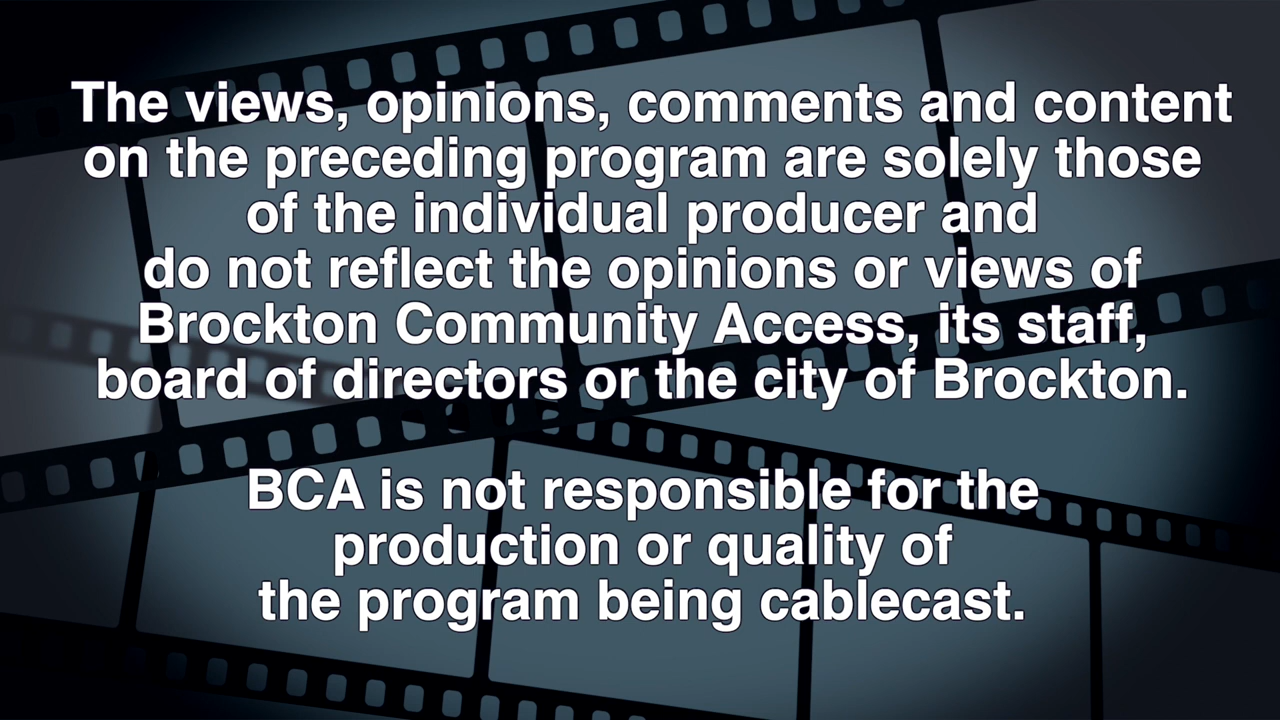 The views, opinions, comments and content
on the preceding program are solely those
of the individual producer and
do not reflect the opinions or views of
Brockton Community Access, its staff,
board of directors or the city of Brockton.
BCA is not responsible for the
production or quality of
the program being cablecast.